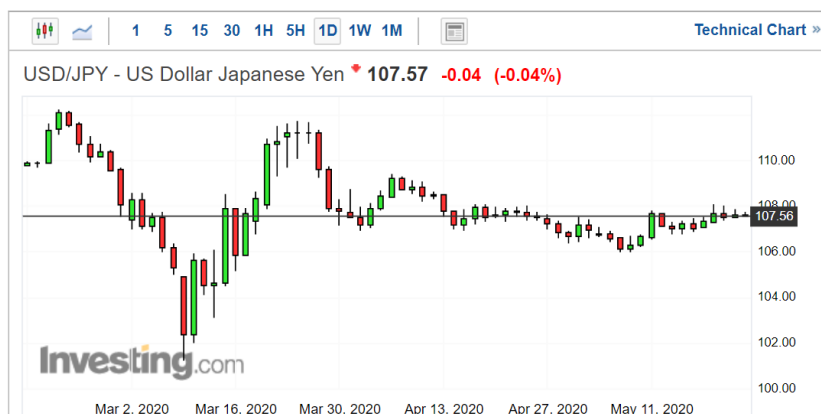 1 5 15 30 1H 5H 1D 1W 1M Technical Chart »
USD/JPY - US Dollar Japanese Yen 107.57 -0.04 (-0.04%)
110.00
108.00
107.56
106.00
104.00
102.00
Investing.com
100.00
Mar 2, 2020 Mar 16, 2020 Mar 30, 2020 Apr 13, 2020 Apr 27, 2020 May 11, 2020